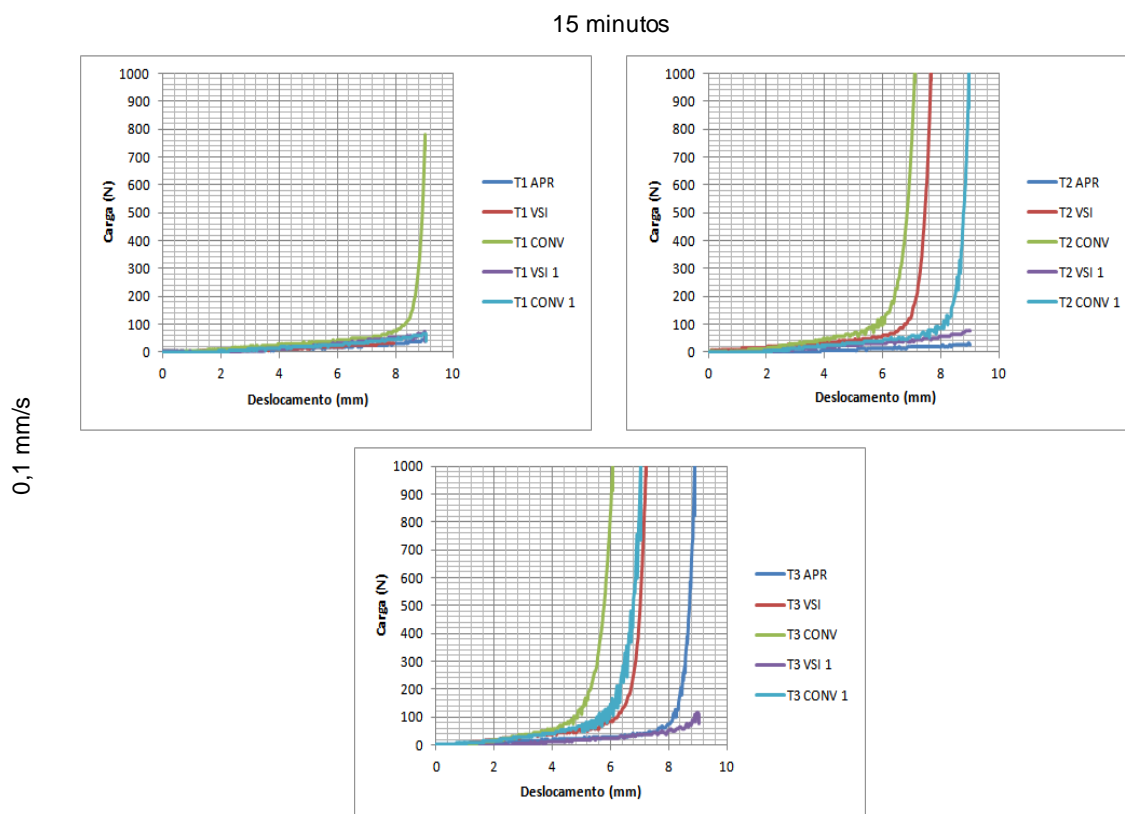 15 minutos
0,1 mm/s
1000
900
800
700
600
500
400
300
200
100
0
Carga (N)
0 2 4 6 8 10
Deslocamento (mm)
T1 APR
T1 VSI
T1 CONV
T1 VSI 1
T1 CONV 1
1000
900
800
700
600
500
400
300
200
100
0
Carga (N)
0 2 4 6 8 10
Deslocamento (mm)
T2 APR
T2 VSI
T2 CONV
T2 VSI 1
T2 CONV 1
1000
900
800
700
600
500
400
300
200
100
0
Carga (N)
0 2 4 6 8 10
Deslocamento (mm)
T3 APR
T3 VSI
T3 CONV
T3 VSI 1
T3 CONV 1